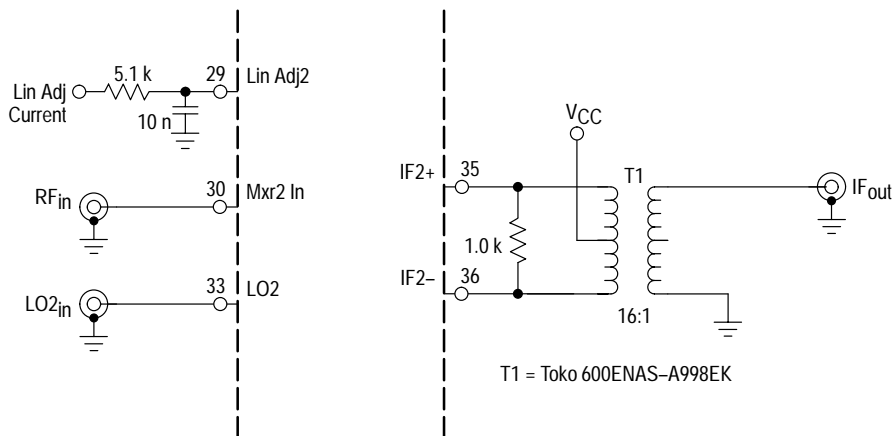 5.1 k
29
Lin Adj2
Lin Adj
Current
10 n
VCC
IF2+
35
T1
RFin
30
Mxr2 In
IFout
1.0 k
IF2–
36
LO2in
33
LO2
16:1
T1 = Toko 600ENAS–A998EK